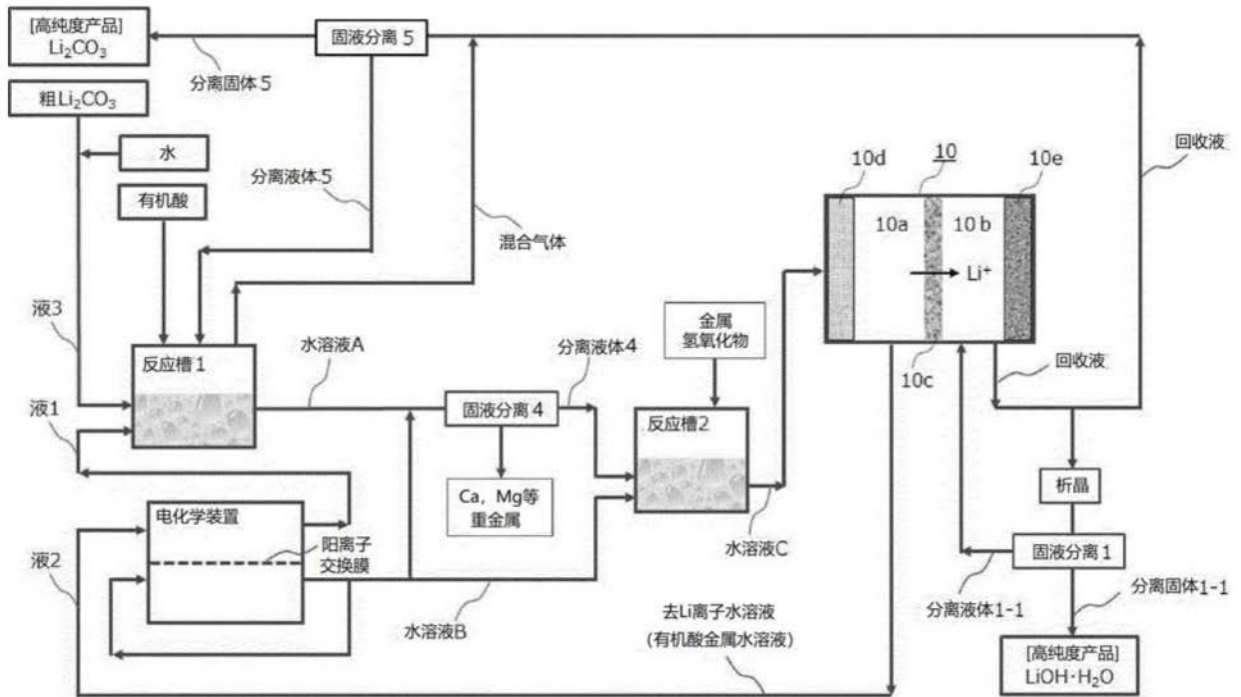 [高纯度产品]
Li₂CO₃
固液分离5
分离固体5
粗Li₂CO₃
水
有机酸
分离液体5
混合气体
回收液
10d
10
10e
10a
10b
Li⁺
10c
液3
反应槽1
水溶液A
金属
氢氧化物
分离液体4
回收液
液1
固液分离4
反应槽2
Ca，Mg等
重金属
析晶
电化学装置
阳离子
交换膜
水溶液C
固液分离1
液2
水溶液B
分离液体1-1
分离固体1-1
去Li离子水溶液
(有机酸金属水溶液)
[高纯度产品]
LiOH·H₂O